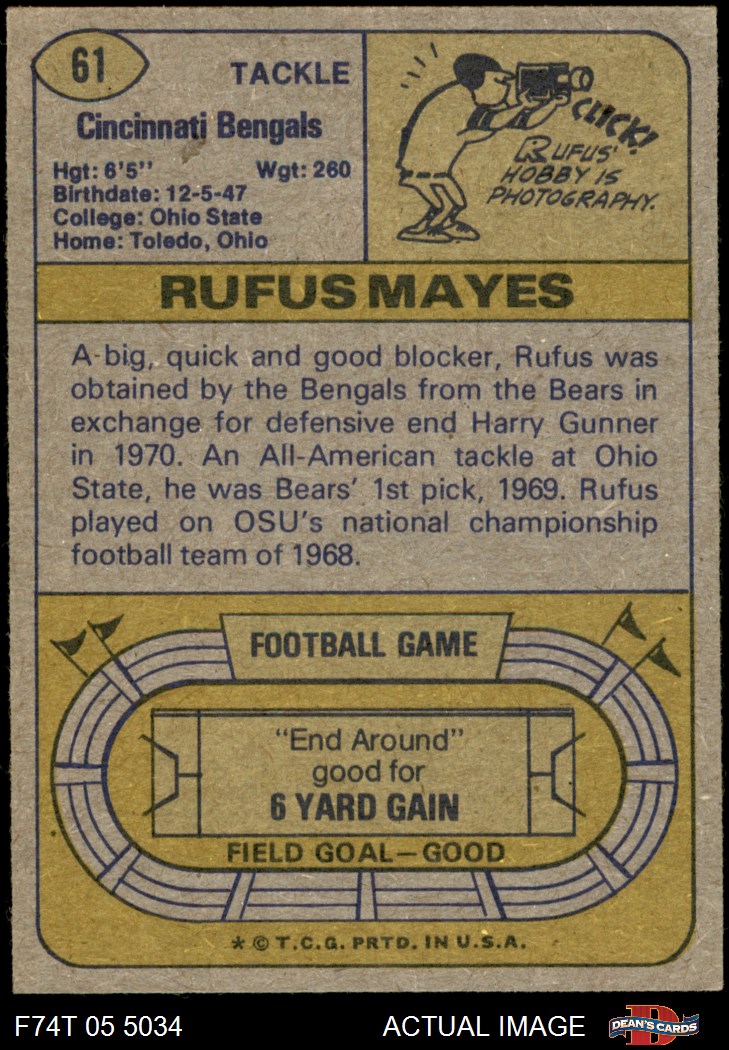 61
TACKLE
Cincinnati Bengals
Hgt: 6'5" Wgt: 260
Birthdate: 12-5-47
College: Ohio State
Home: Toledo, Ohio
CLICK!
RUFUS'
HOBBY IS
PHOTOGRAPHY.
RUFUS MAYES
A-big, quick and good blocker, Rufus was
obtained by the Bengals from the Bears in
exchange for defensive end Harry Gunner
in 1970. An All-American tackle at Ohio
State, he was Bears' 1st pick, 1969. Rufus
played on OSU's national championship
football team of 1968.
FOOTBALL GAME
"End Around"
good for
6 YARD GAIN
FIELD GOAL—GOOD
* © T.C.G. PRTD. IN U.S.A.
F74T 05 5034 ACTUAL IMAGE D DEAN'S CARDS